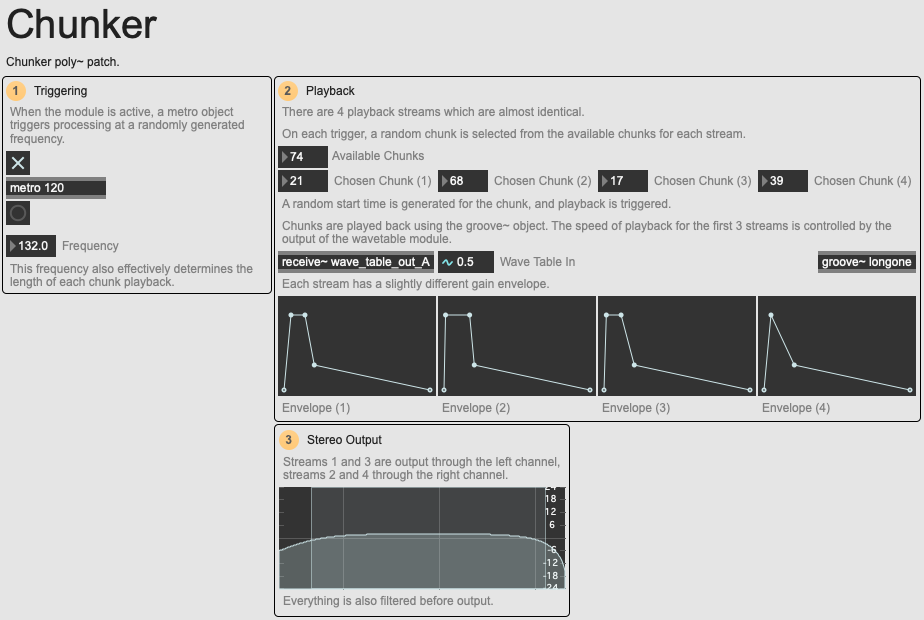 Chunker
Chunker poly~ patch.
1 Triggering
When the module is active, a metro object
triggers processing at a randomly generated
frequency.
metro 120
132.0 Frequency
This frequency also effectively determines the
length of each chunk playback.
2 Playback
There are 4 playback streams which are almost identical.
On each trigger, a random chunk is selected from the available chunks for each stream.
74 Available Chunks
21 Chosen Chunk (1) 68 Chosen Chunk (2) 17 Chosen Chunk (3) 39 Chosen Chunk (4)
A random start time is generated for the chunk, and playback is triggered.
Chunks are played back using the groove~ object. The speed of playback for the first 3 streams is controlled by the
output of the wavetable module.
receive~ wave_table_out_A 0.5 Wave Table In groove~ longone
Each stream has a slightly different gain envelope.
Envelope (1) Envelope (2) Envelope (3) Envelope (4)
3 Stereo Output
Streams 1 and 3 are output through the left channel,
streams 2 and 4 through the right channel.
24
18
12
6
-6
-12
-18
-24
Everything is also filtered before output.